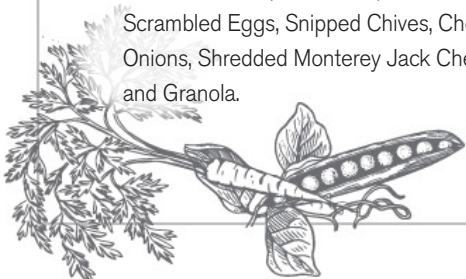 Scrambled Eggs, Snipped Chives,
Onions, Shredded Monterey Jack
and Granola.